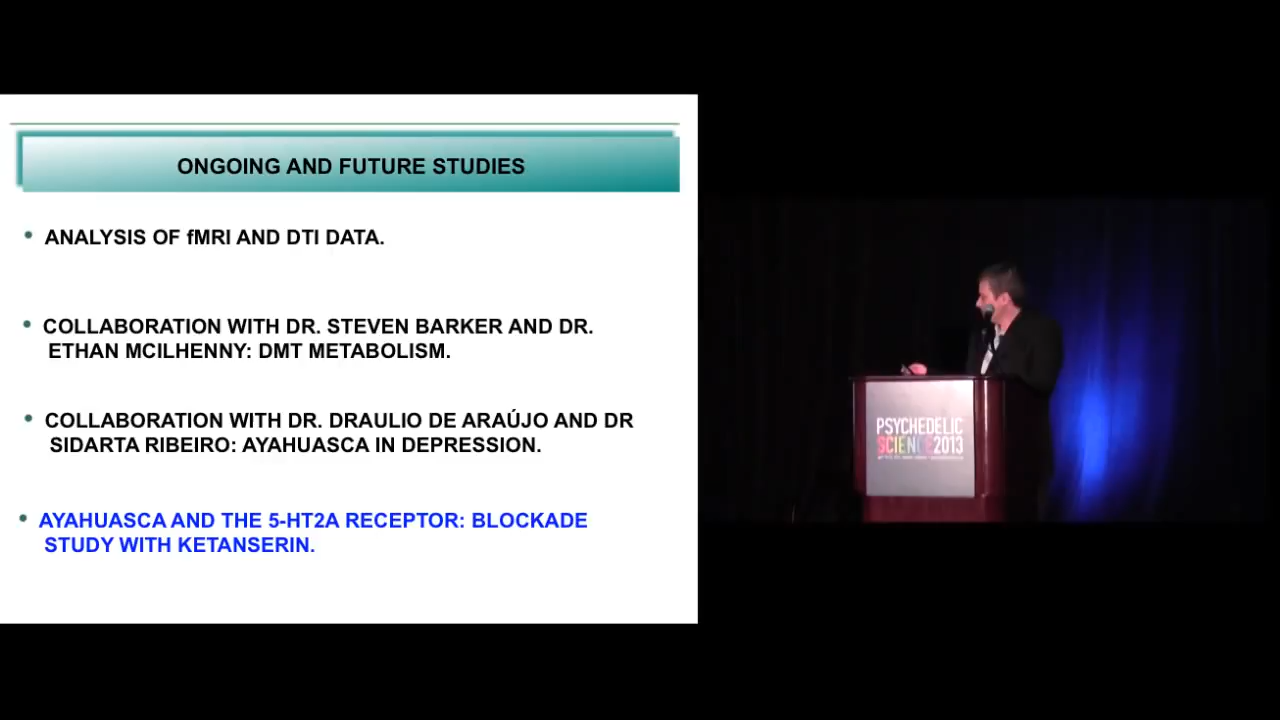 ONGOING AND FUTURE STUDIES
• ANALYSIS OF fMRI AND DTI DATA.
• COLLABORATION WITH DR. STEVEN BARKER AND DR.
ETHAN MCILHENNY: DMT METABOLISM.
• COLLABORATION WITH DR. DRAULIO DE ARAÚJO AND DR
SIDARTA RIBEIRO: AYAHUASCA IN DEPRESSION.
• AYAHUASCA AND THE 5-HT2A RECEPTOR: BLOCKADE
STUDY WITH KETANSERIN.
PSYCHEDELIC
SCIENCE2013